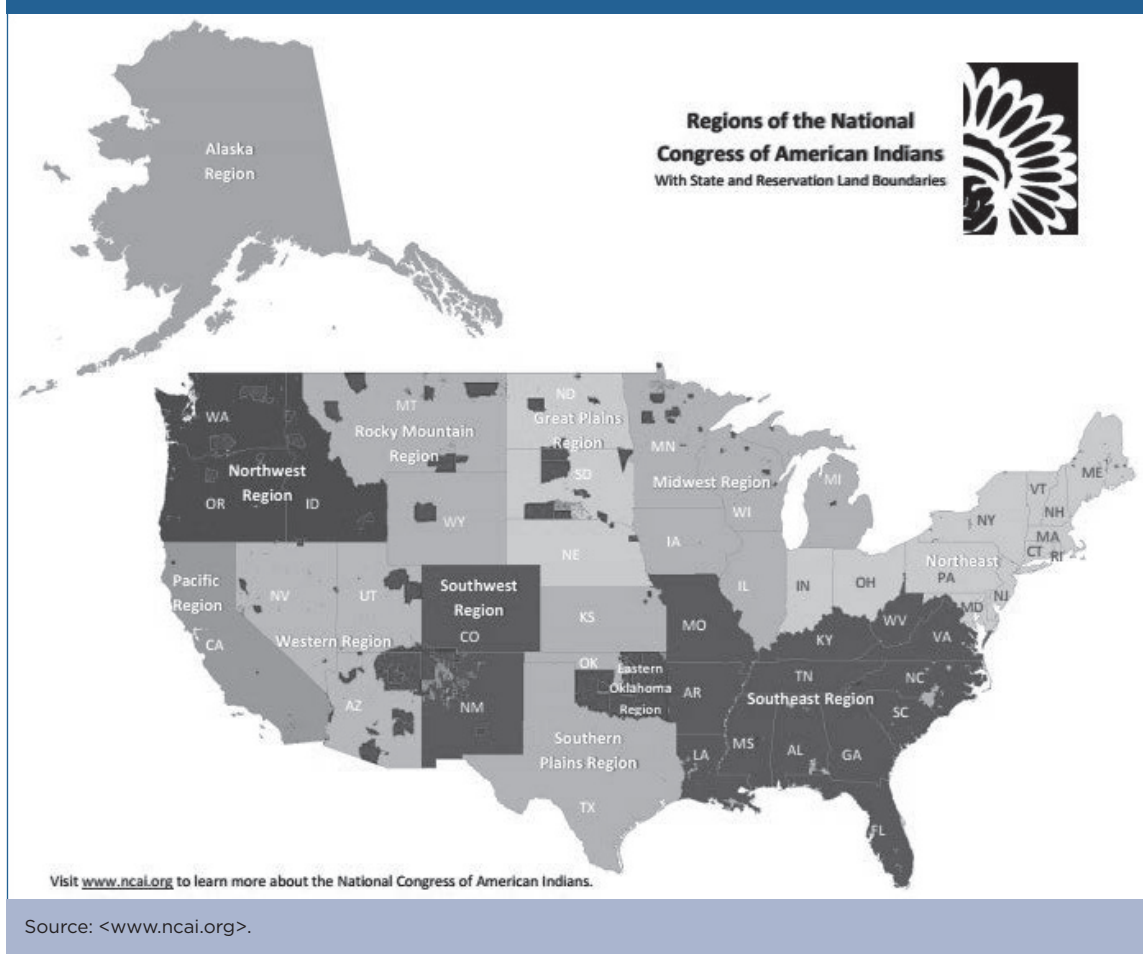 Alaska
Region
Regions of the National
Congress of American Indians
With State and Reservation Land Boundaries
WA
MT
ND
Rocky Mountain
Region
Great Plains
Region
MN
ME
Northwest
Region
OR
ID
SD
Midwest Region
MI
VT
NH
WY
WI
NY
MA
CT
RI
NE
IA
Northeast
PA
Pacific
Region
NV
UT
Southwest
Region
IL
IN
OH
NJ
MD
KS
CO
MO
WV
VA
KY
CA
Western Region
OK
Eastern
Oklahoma
Region
TN
NC
AZ
NM
AR
Southeast Region
SC
Southern
Plains Region
LA
MS
AL
GA
TX
FL
Visit www.ncai.org to learn more about the National Congress of American Indians.
Source: <www.ncai.org>.